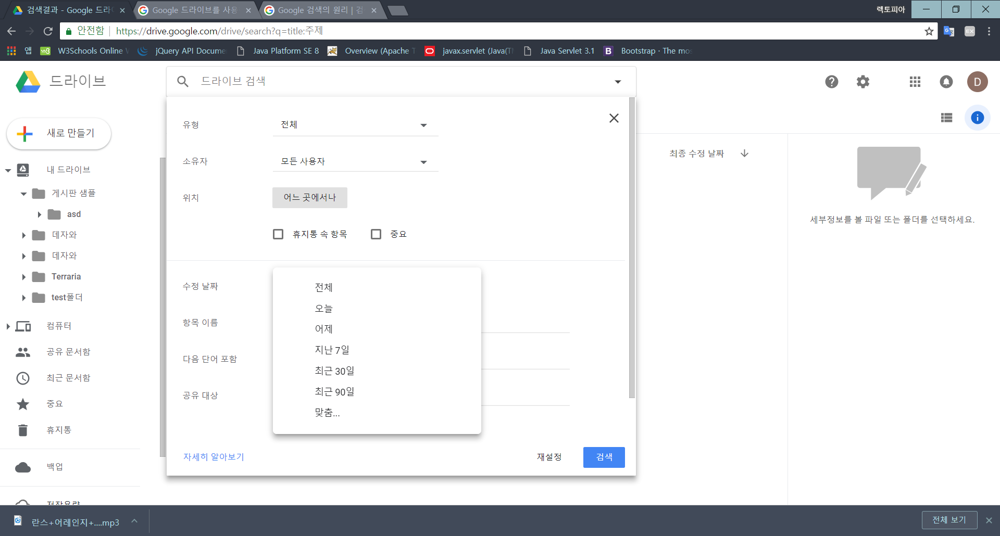 검색결과 - Google 드라이
Google 드라이브를 사용
Google 검색의 원리 | 검
렉토피아
안전함
https://drive.google.com/drive/search?q=title:주제
앱
W3Schools Online
jQuery API Docume
Java Platform SE 8
Overview (Apache T
javax.servlet (Java(T
Java Servlet 3.1
Bootstrap · The mos
EX
드라이브
드라이브 검색
D
새로 만들기
내 드라이브
게시판 샘플
asd
데자와
데자와
Terraria
test폴더
컴퓨터
공유 문서함
최근 문서함
중요
휴지통
백업
저장용량
유형
전체
소유자
모든 사용자
위치
어느 곳에서나
휴지통 속 항목
중요
수정 날짜
항목 이름
다음 단어 포함
공유 대상
전체
오늘
어제
지난 7일
최근 30일
최근 90일
맞춤...
자세히 알아보기
재설정
검색
최종 수정 날짜
세부정보를 볼 파일 또는 폴더를 선택하세요.
란스+어레인지+....mp3
전체 보기